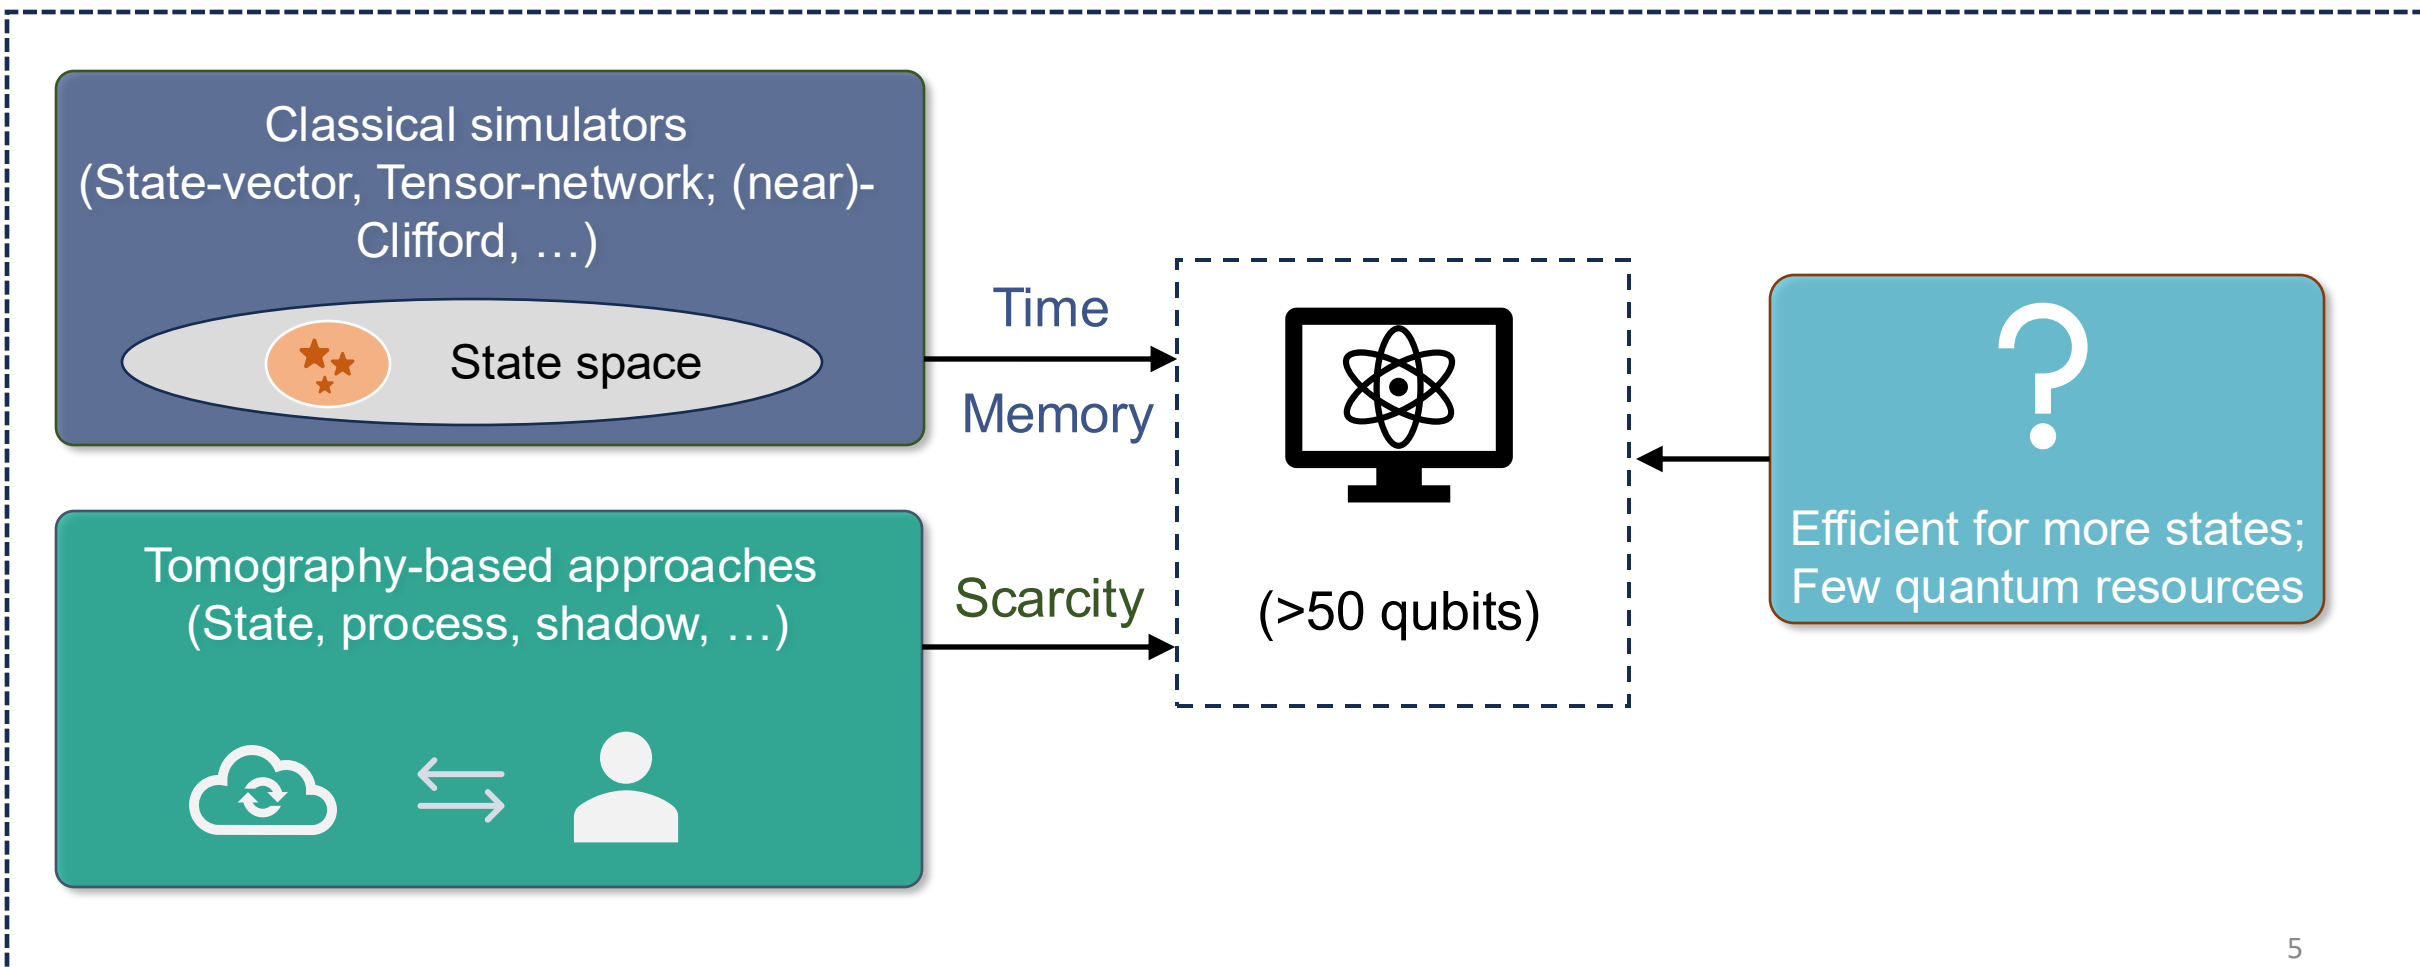 Classical simulators
(State-vector, Tensor-network; (near)-
Clifford, …)
State space
Time
Memory
Tomography-based approaches
(State, process, shadow, …)
Scarcity
(>50 qubits)
Efficient for more states;
Few quantum resources
5